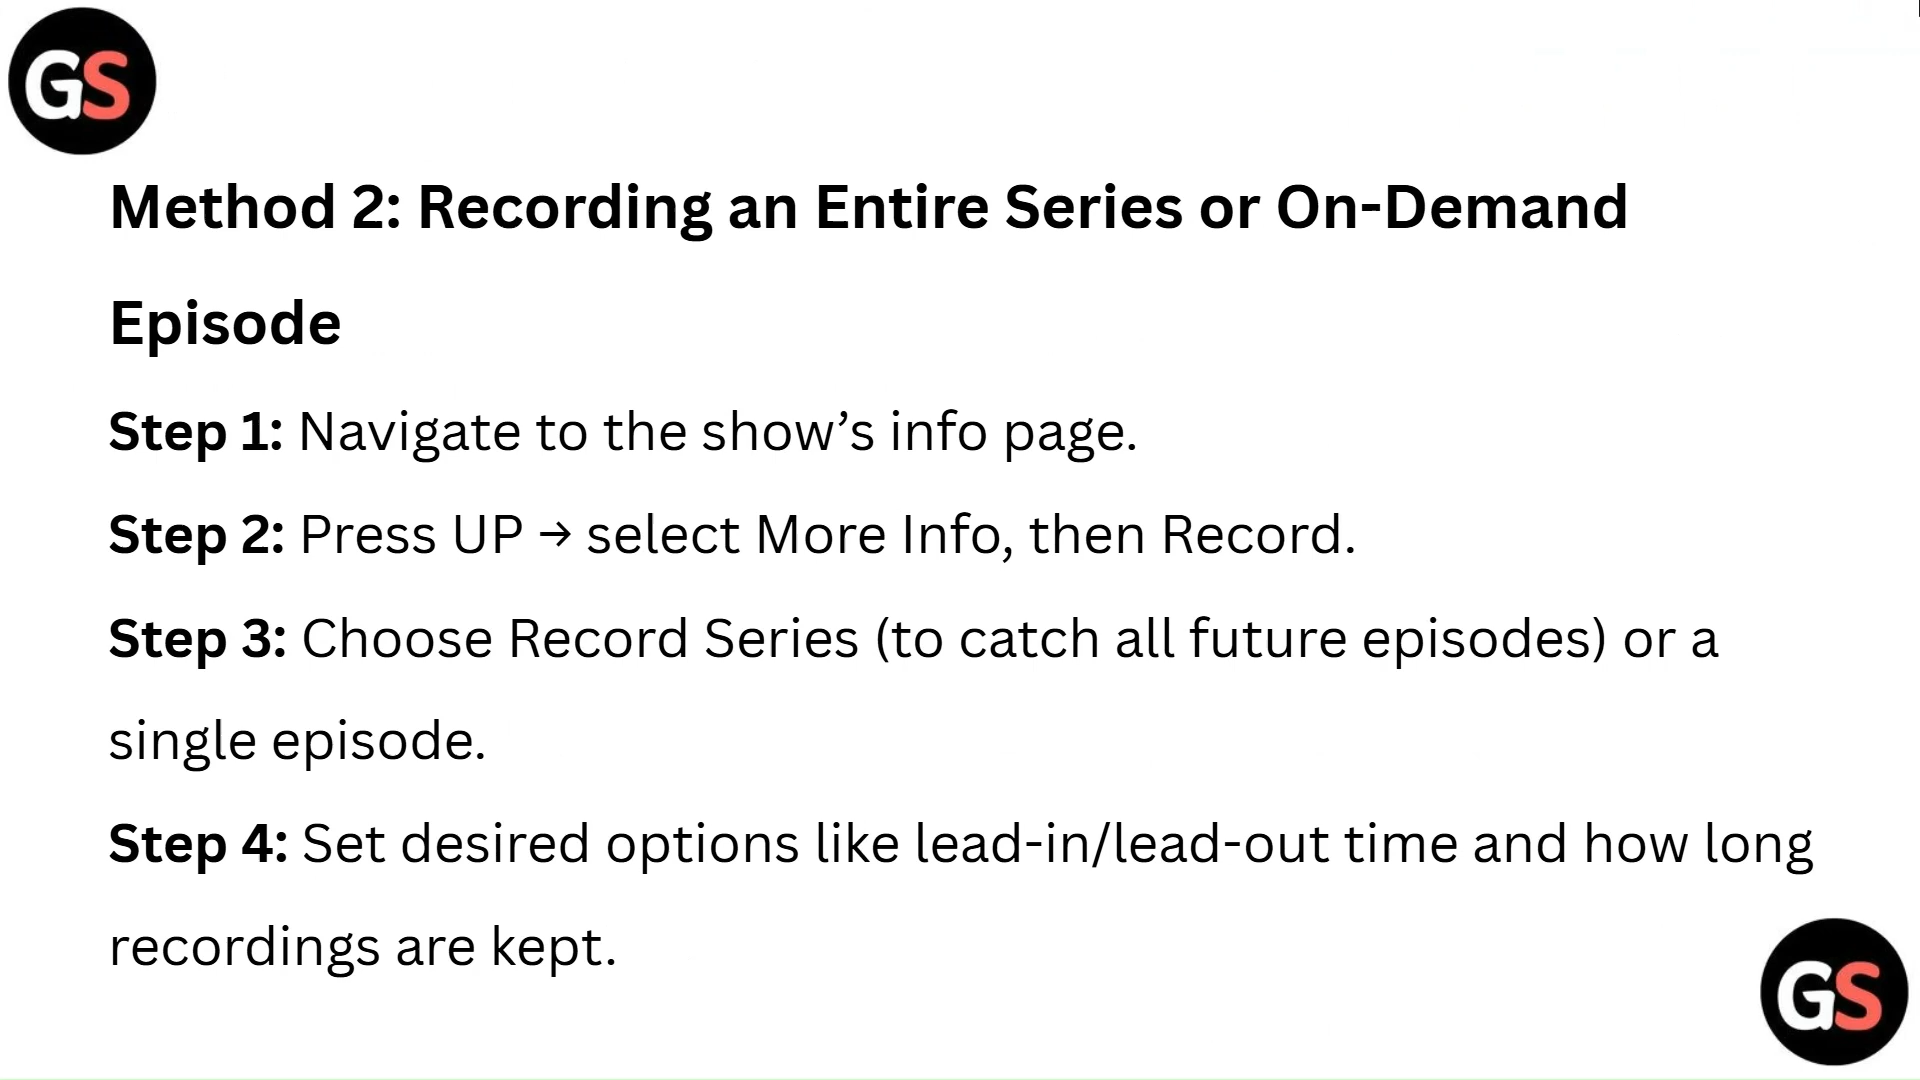 GS
Method 2: Recording an Entire Series or On-Demand
Episode
Step 1: Navigate to the show’s info page.
Step 2: Press UP → select More Info, then Record.
Step 3: Choose Record Series (to catch all future episodes) or a
single episode.
Step 4: Set desired options like lead-in/lead-out time and how long
recordings are kept.
GS